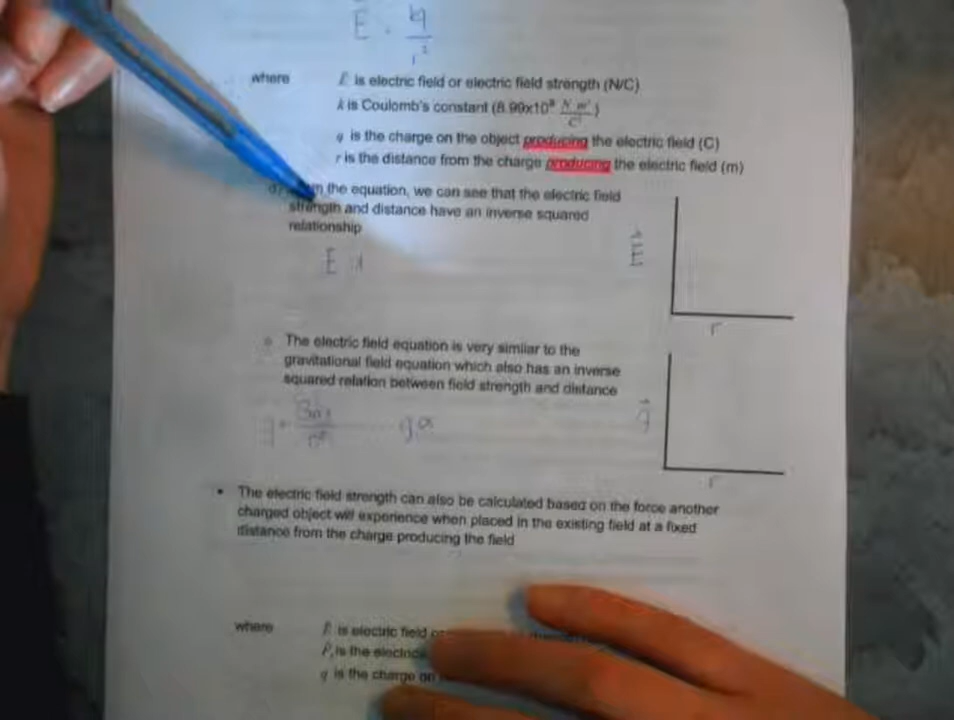 E kq
r²
where E is electric field or electric field strength (N/C)
k is Coulomb's constant (8.99x10⁹ N m² / C²)
q is the charge on the object producing the electric field (C)
r is the distance from the charge producing the electric field (m)
the equation, we can see that the electric field
strength and distance have an inverse squared
relationship
E
E
r
The electric field equation is very similar to the
gravitational field equation which also has an inverse
squared relation between field strength and distance
g
r
• The electric field strength can also be calculated based on the force another
charged object will experience when placed in the existing field at a fixed
distance from the charge producing the field
where E is electric field
is the electric
q is the charge on